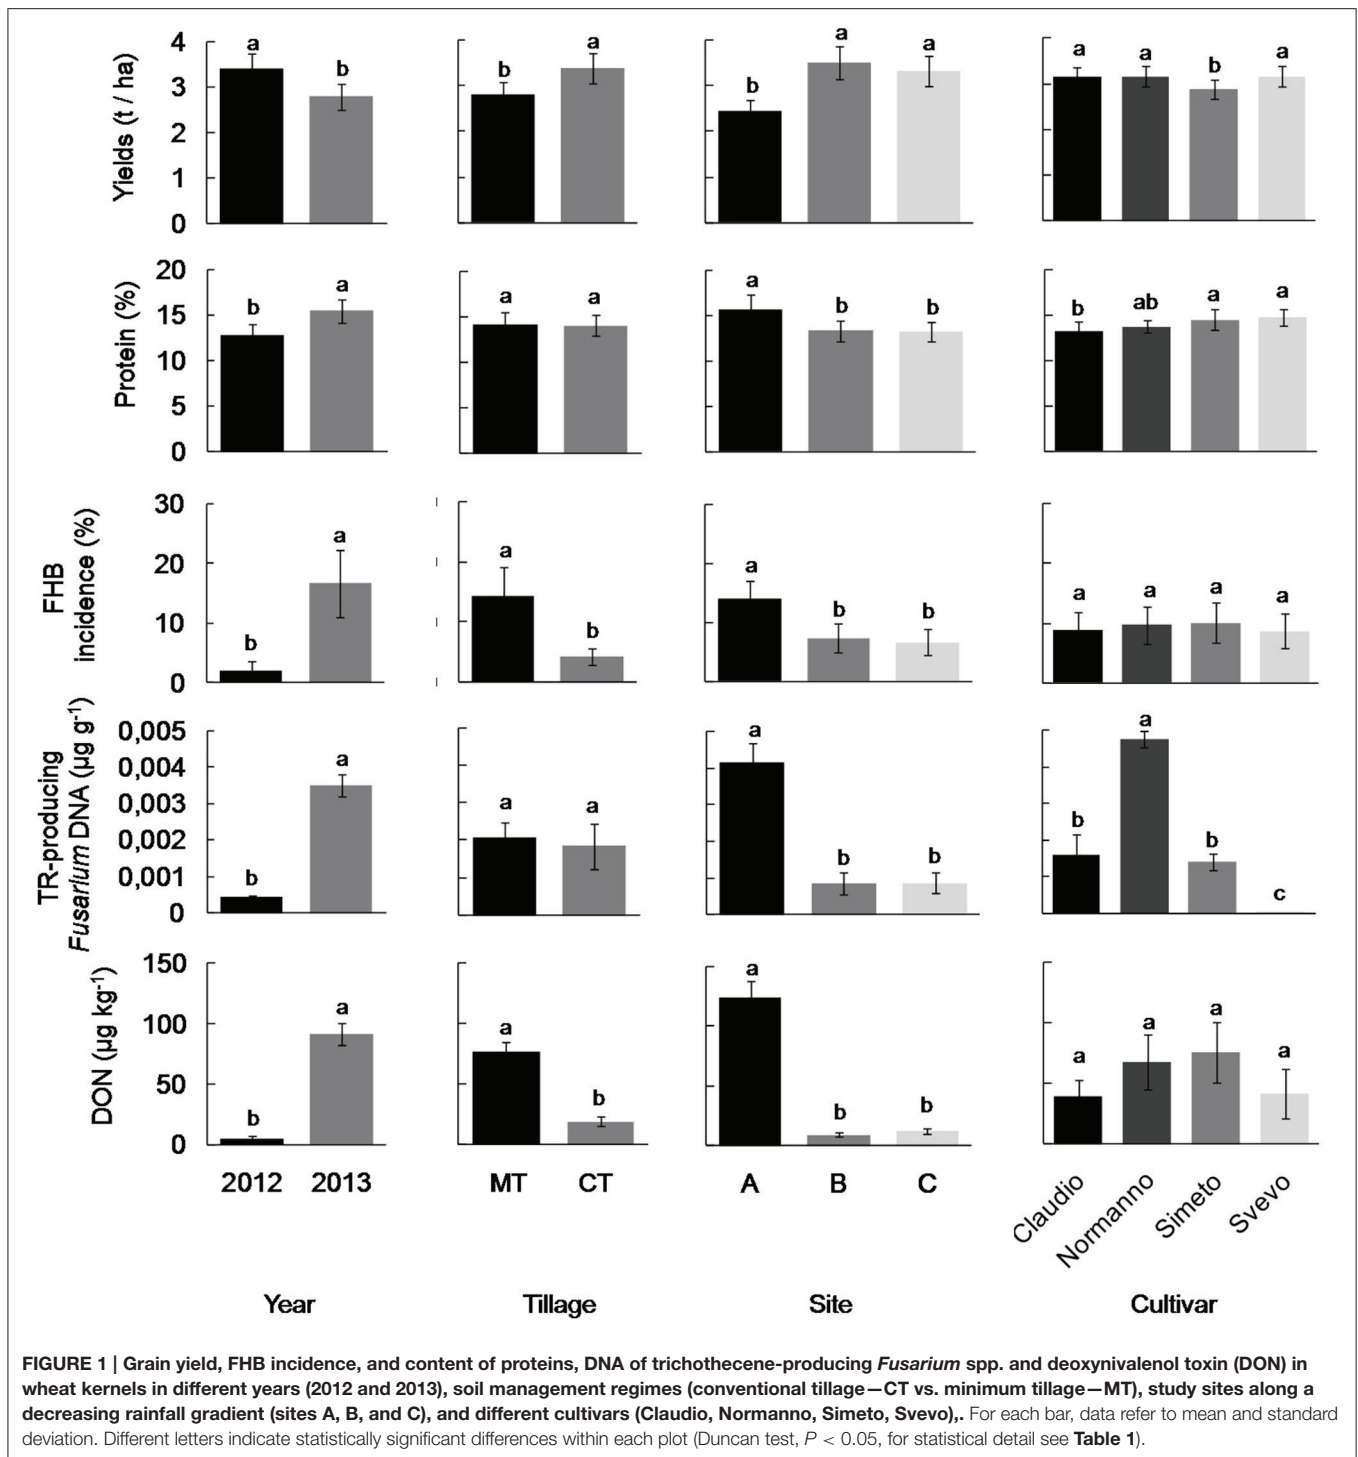 4
3
2
1
0
Yields (t / ha)
a
b
b
a
b
a
a
a
a
b
a
20
15
10
5
0
Protein (%)
b
a
a
a
a
b
b
b
ab
a
a
30
20
10
0
FHB
incidence (%)
b
a
a
b
a
b
b
a
a
a
a
0,005
0,004
0,003
0,002
0,001
0
TR-producing
Fusarium DNA (µg g-1)
b
a
a
a
a
b
b
b
a
b
c
150
100
50
0
DON (µg kg-1)
b
a
a
b
a
b
b
a
a
a
a
2012 2013 MT CT A B C Claudio Normanno Simeto Svevo
Year Tillage Site Cultivar
FIGURE 1 | Grain yield, FHB incidence, and content of proteins, DNA of trichothecene-producing Fusarium spp. and deoxynivalenol toxin (DON) in
wheat kernels in different years (2012 and 2013), soil management regimes (conventional tillage—CT vs. minimum tillage—MT), study sites along a
decreasing rainfall gradient (sites A, B, and C), and different cultivars (Claudio, Normanno, Simeto, Svevo),. For each bar, data refer to mean and standard
deviation. Different letters indicate statistically significant differences within each plot (Duncan test, P < 0.05, for statistical detail see Table 1).